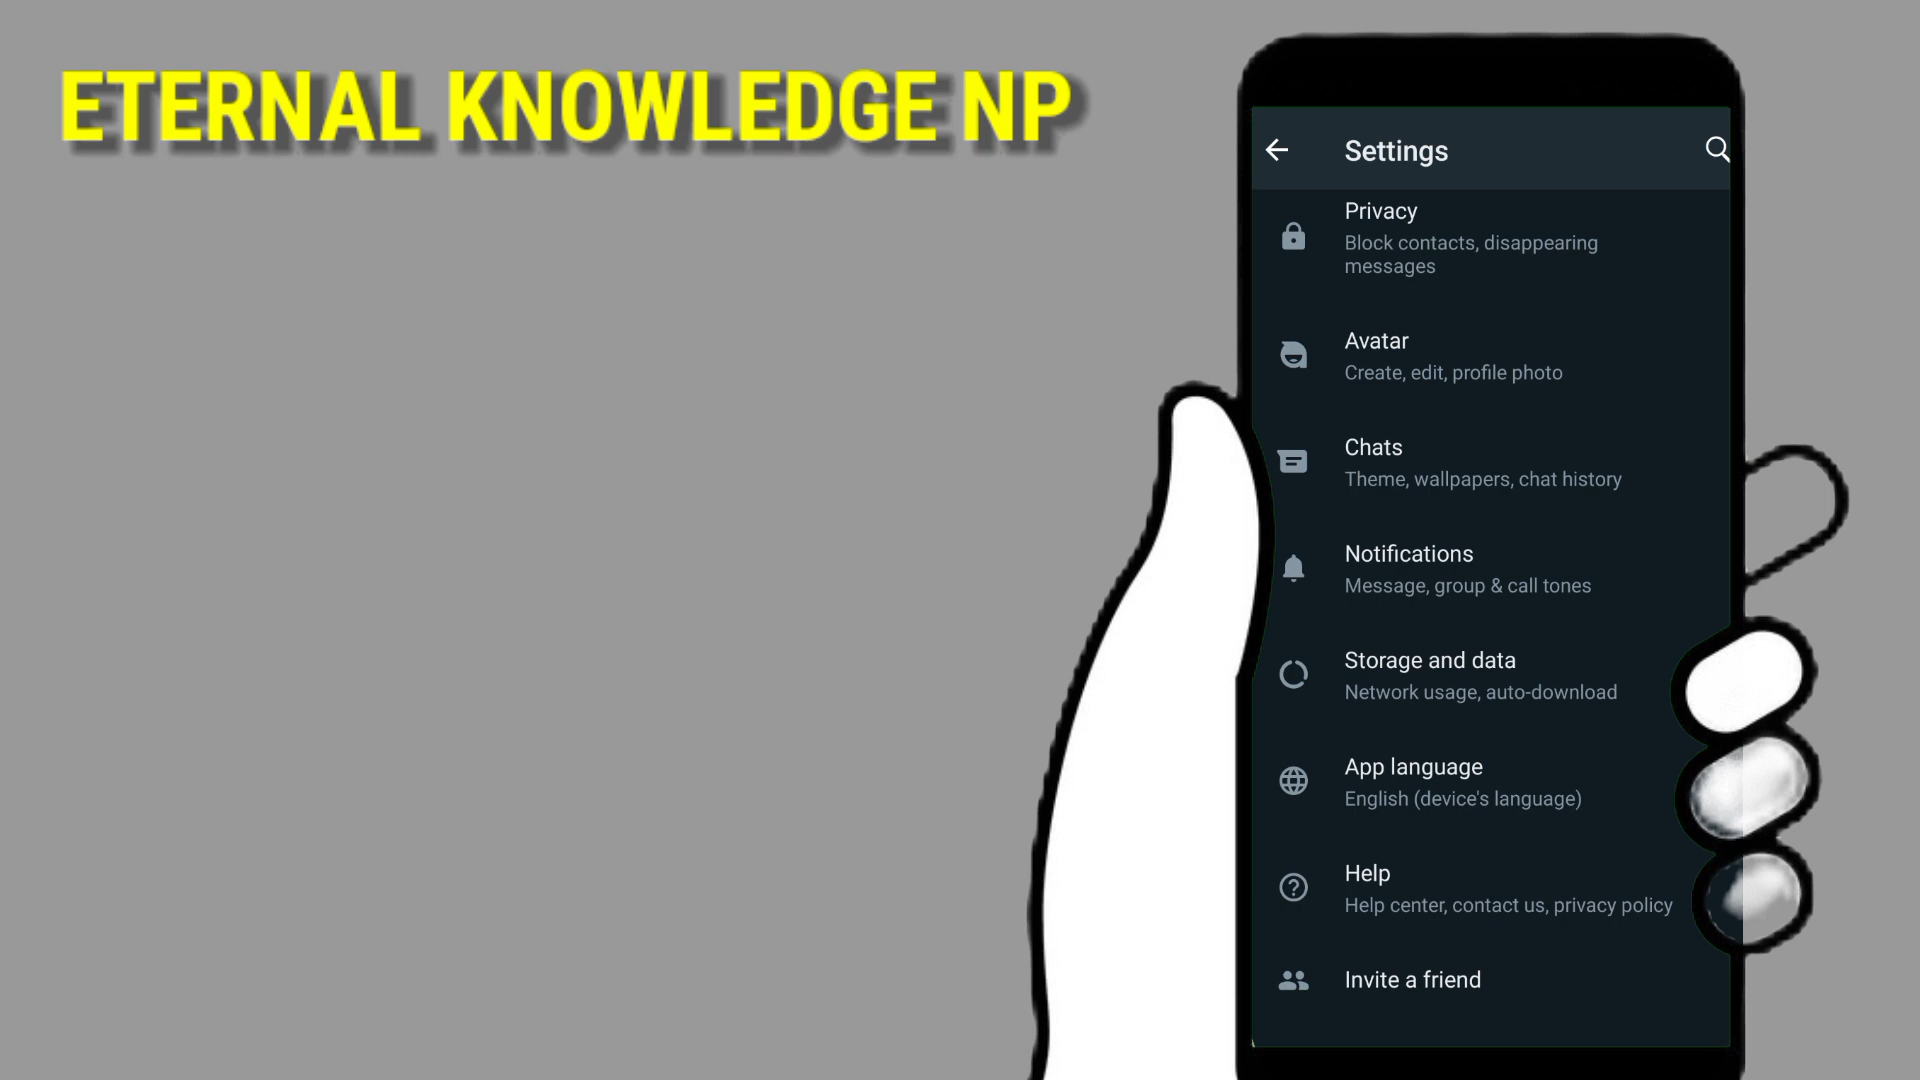 ETERNAL KNOWLEDGE NP
Settings
Privacy
Block contacts, disappearing
messages
Avatar
Create, edit, profile photo
Chats
Theme, wallpapers, chat history
Notifications
Message, group & call tones
Storage and data
Network usage, auto-download
App language
English (device's language)
Help
Help center, contact us, privacy policy
Invite a friend